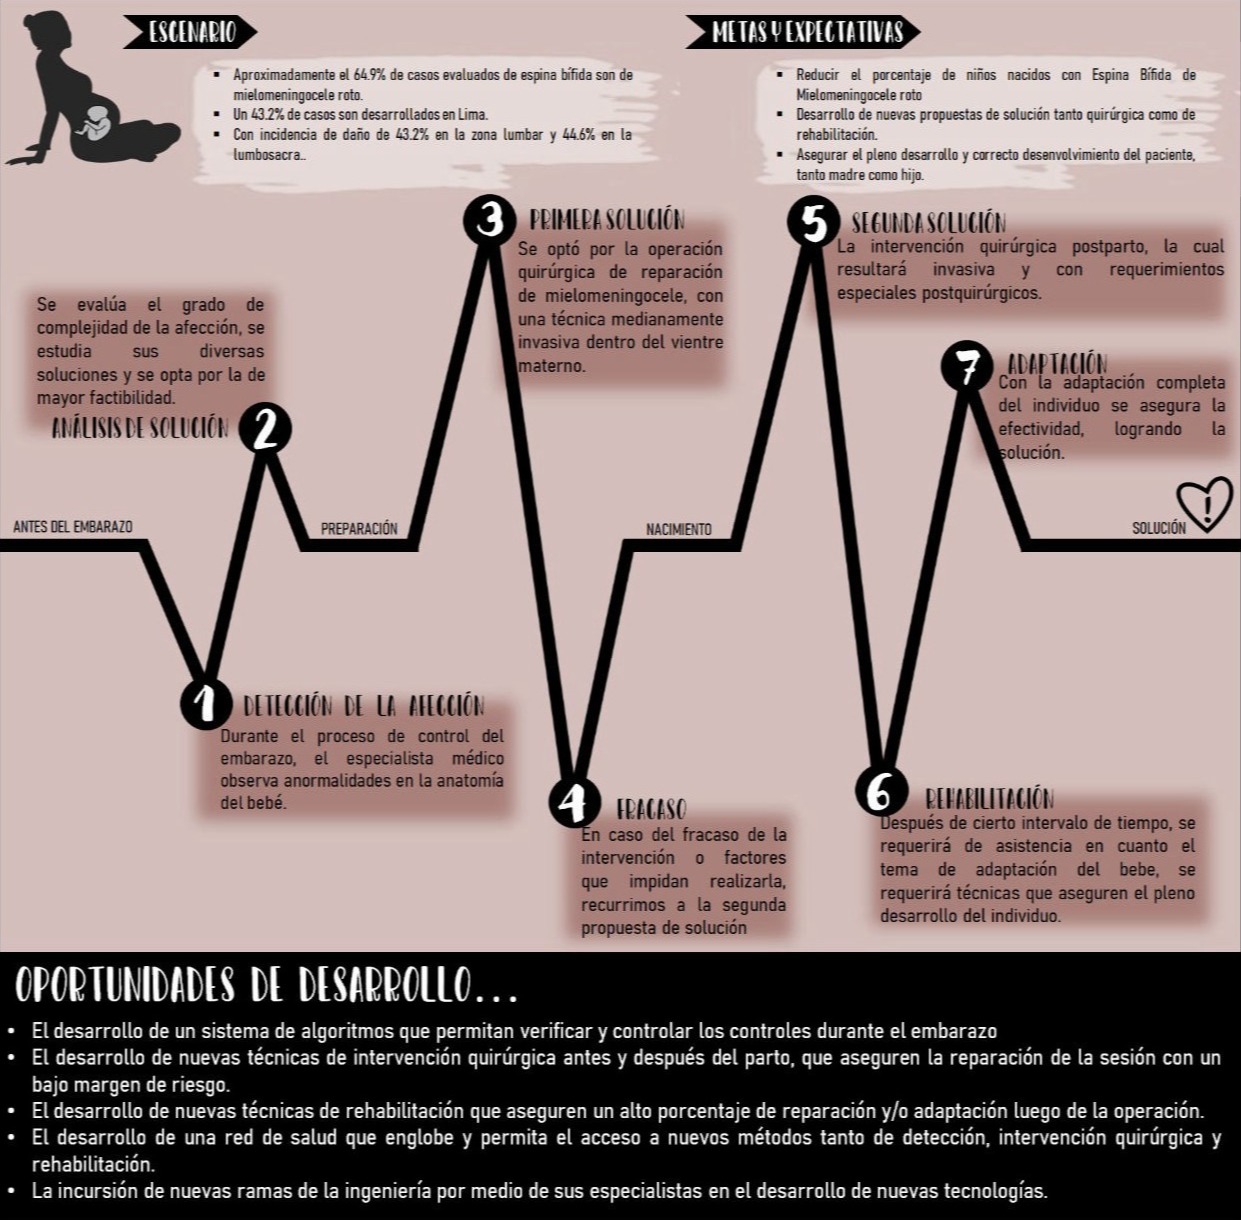 ESCENARIO
▪ Aproximadamente el 64.9% de casos evaluados de espina bífida son de
mielomeningocele roto.
▪ Un 43.2% de casos son desarrollados en Lima.
▪ Con incidencia de daño de 43.2% en la zona lumbar y 44.6% en la
lumbosacra..
METAS Y EXPECTATIVAS
▪ Reducir el porcentaje de niños nacidos con Espina Bífida de
Mielomeningocele roto
▪ Desarrollo de nuevas propuestas de solución tanto quirúrgica como de
rehabilitación.
▪ Asegurar el pleno desarrollo y correcto desenvolvimiento del paciente,
tanto madre como hijo.
ANTES DEL EMBARAZO
1
DETECCIÓN DE LA AFECCIÓN
Durante el proceso de control del
embarazo, el especialista médico
observa anormalidades en la anatomía
del bebé.
Se evalúa el grado de
complejidad de la afección, se
estudia sus diversas
soluciones y se opta por la de
mayor factibilidad.
ANÁLISIS DE SOLUCIÓN
2
PREPARACIÓN
3
PRIMERA SOLUCIÓN
Se optó por la operación
quirúrgica de reparación
de mielomeningocele, con
una técnica medianamente
invasiva dentro del vientre
materno.
4
FRACASO
En caso del fracaso de la
intervención o factores
que impidan realizarla,
recurrimos a la segunda
propuesta de solución
NACIMIENTO
5
SEGUNDA SOLUCIÓN
La intervención quirúrgica postparto, la cual
resultará invasiva y con requerimientos
especiales postquirúrgicos.
6
REHABILITACIÓN
Después de cierto intervalo de tiempo, se
requerirá de asistencia en cuanto el
tema de adaptación del bebe, se
requerirá técnicas que aseguren el pleno
desarrollo del individuo.
7
ADAPTACIÓN
Con la adaptación completa
del individuo se asegura la
efectividad, logrando la
solución.
SOLUCIÓN
!
OPORTUNIDADES DE DESARROLLO...
• El desarrollo de un sistema de algoritmos que permitan verificar y controlar los controles durante el embarazo
• El desarrollo de nuevas técnicas de intervención quirúrgica antes y después del parto, que aseguren la reparación de la sesión con un
bajo margen de riesgo.
• El desarrollo de nuevas técnicas de rehabilitación que aseguren un alto porcentaje de reparación y/o adaptación luego de la operación.
• El desarrollo de una red de salud que englobe y permita el acceso a nuevos métodos tanto de detección, intervención quirúrgica y
rehabilitación.
• La incursión de nuevas ramas de la ingeniería por medio de sus especialistas en el desarrollo de nuevas tecnologías.